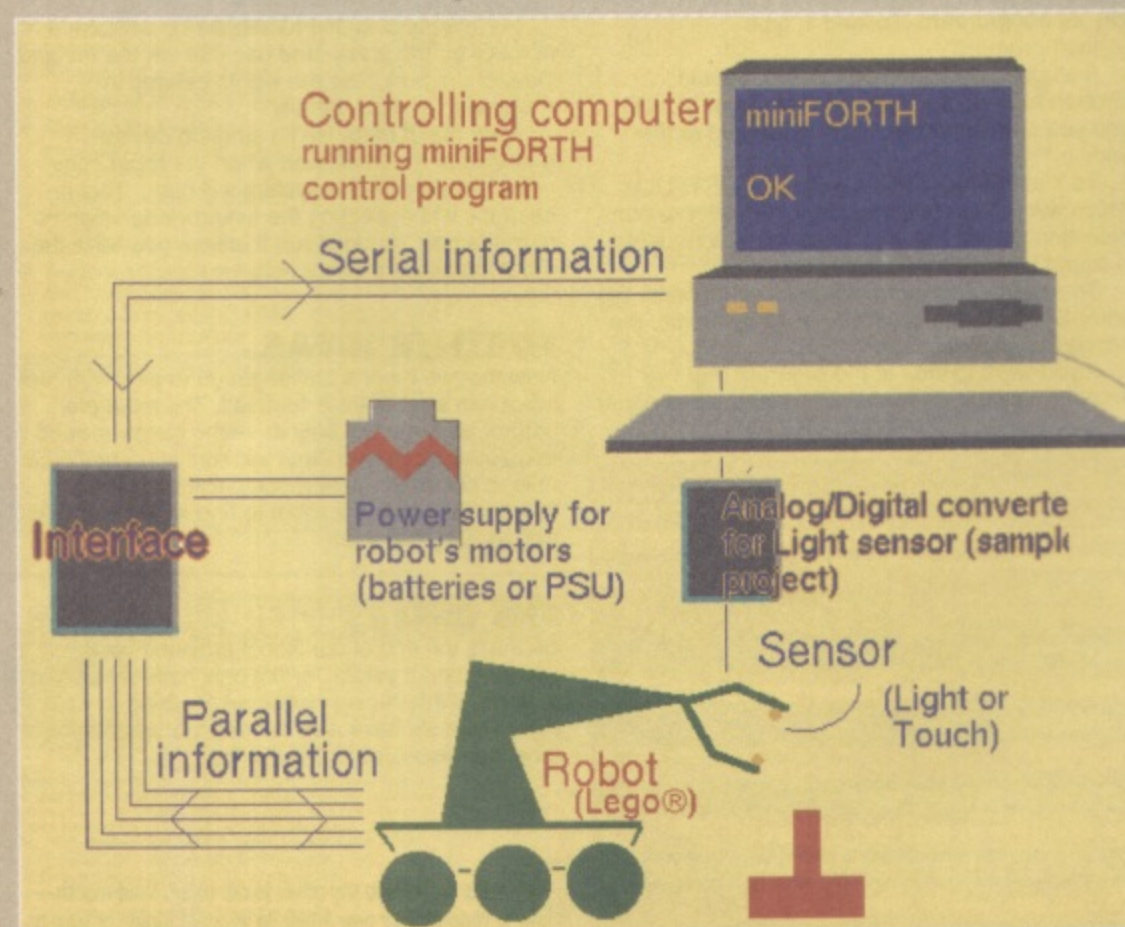 Controlling computer
running miniFORTH
control program
miniFORTH
OK
Serial information
Interface
Power supply for
robot's motors
(batteries or PSU)
Analog/Digital converte
for Light sensor (sample
project)
Sensor
(Light or
Touch)
Parallel
information
Robot
(Lego®)